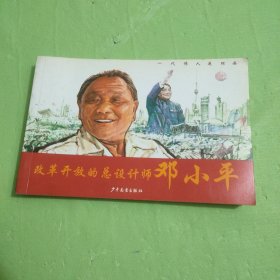 一代伟人连环画
改革开放的总设计师 邓小平
少年儿童出版社